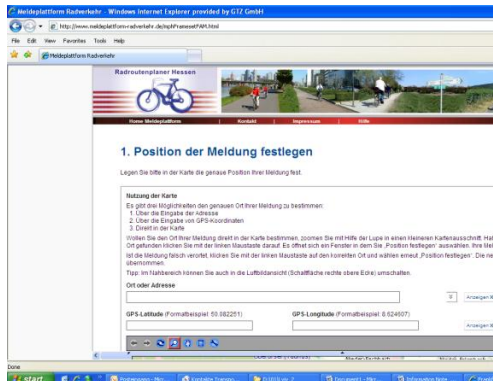 Meldeplattform Radverkehr - Windows Internet Explorer provided by GTZ GmbH
http://www.meldeplattform-radverkehr.de/mphFramesetFAM.html
File Edit View Favorites Tools Help
Meldeplattform Radverkehr
Radroutenplaner Hessen
Home Meldeplattform | Kontakt | Impressum | Hilfe
1. Position der Meldung festlegen
Legen Sie bitte in der Karte die genaue Position Ihrer Meldung fest.
Nutzung der Karte
Es gibt drei Möglichkeiten den genauen Ort Ihrer Meldung zu bestimmen:
1. Über die Eingabe der Adresse
2. Über die Eingabe von GPS-Koordinaten
3. Direkt in der Karte
Wollen Sie den Ort Ihrer Meldung direkt in der Karte bestimmen, zoomen Sie mit Hilfe der Lupe in einen kleineren Kartenausschnitt.
Ort gefunden klicken Sie mit der linken Maustaste darauf. Es öffnet sich ein Fenster in dem Sie „Position festlegen" auswählen. Ihre
Ist die Meldung falsch verortet, klicken Sie mit der linken Maustaste auf den korrekten Ort und wählen erneut „Position festlegen". Die
übernommen.
Tipp: Im Nahbereich können Sie auch in die Luftbildansicht (Schaltfläche rechte obere Ecke) umschalten.
Ort oder Adresse
Anzeigen
GPS-Latitude (Formatbeispiel: 50.082251) GPS-Longitude (Formatbeispiel: 8.624607)
Anzeigen
Done
start